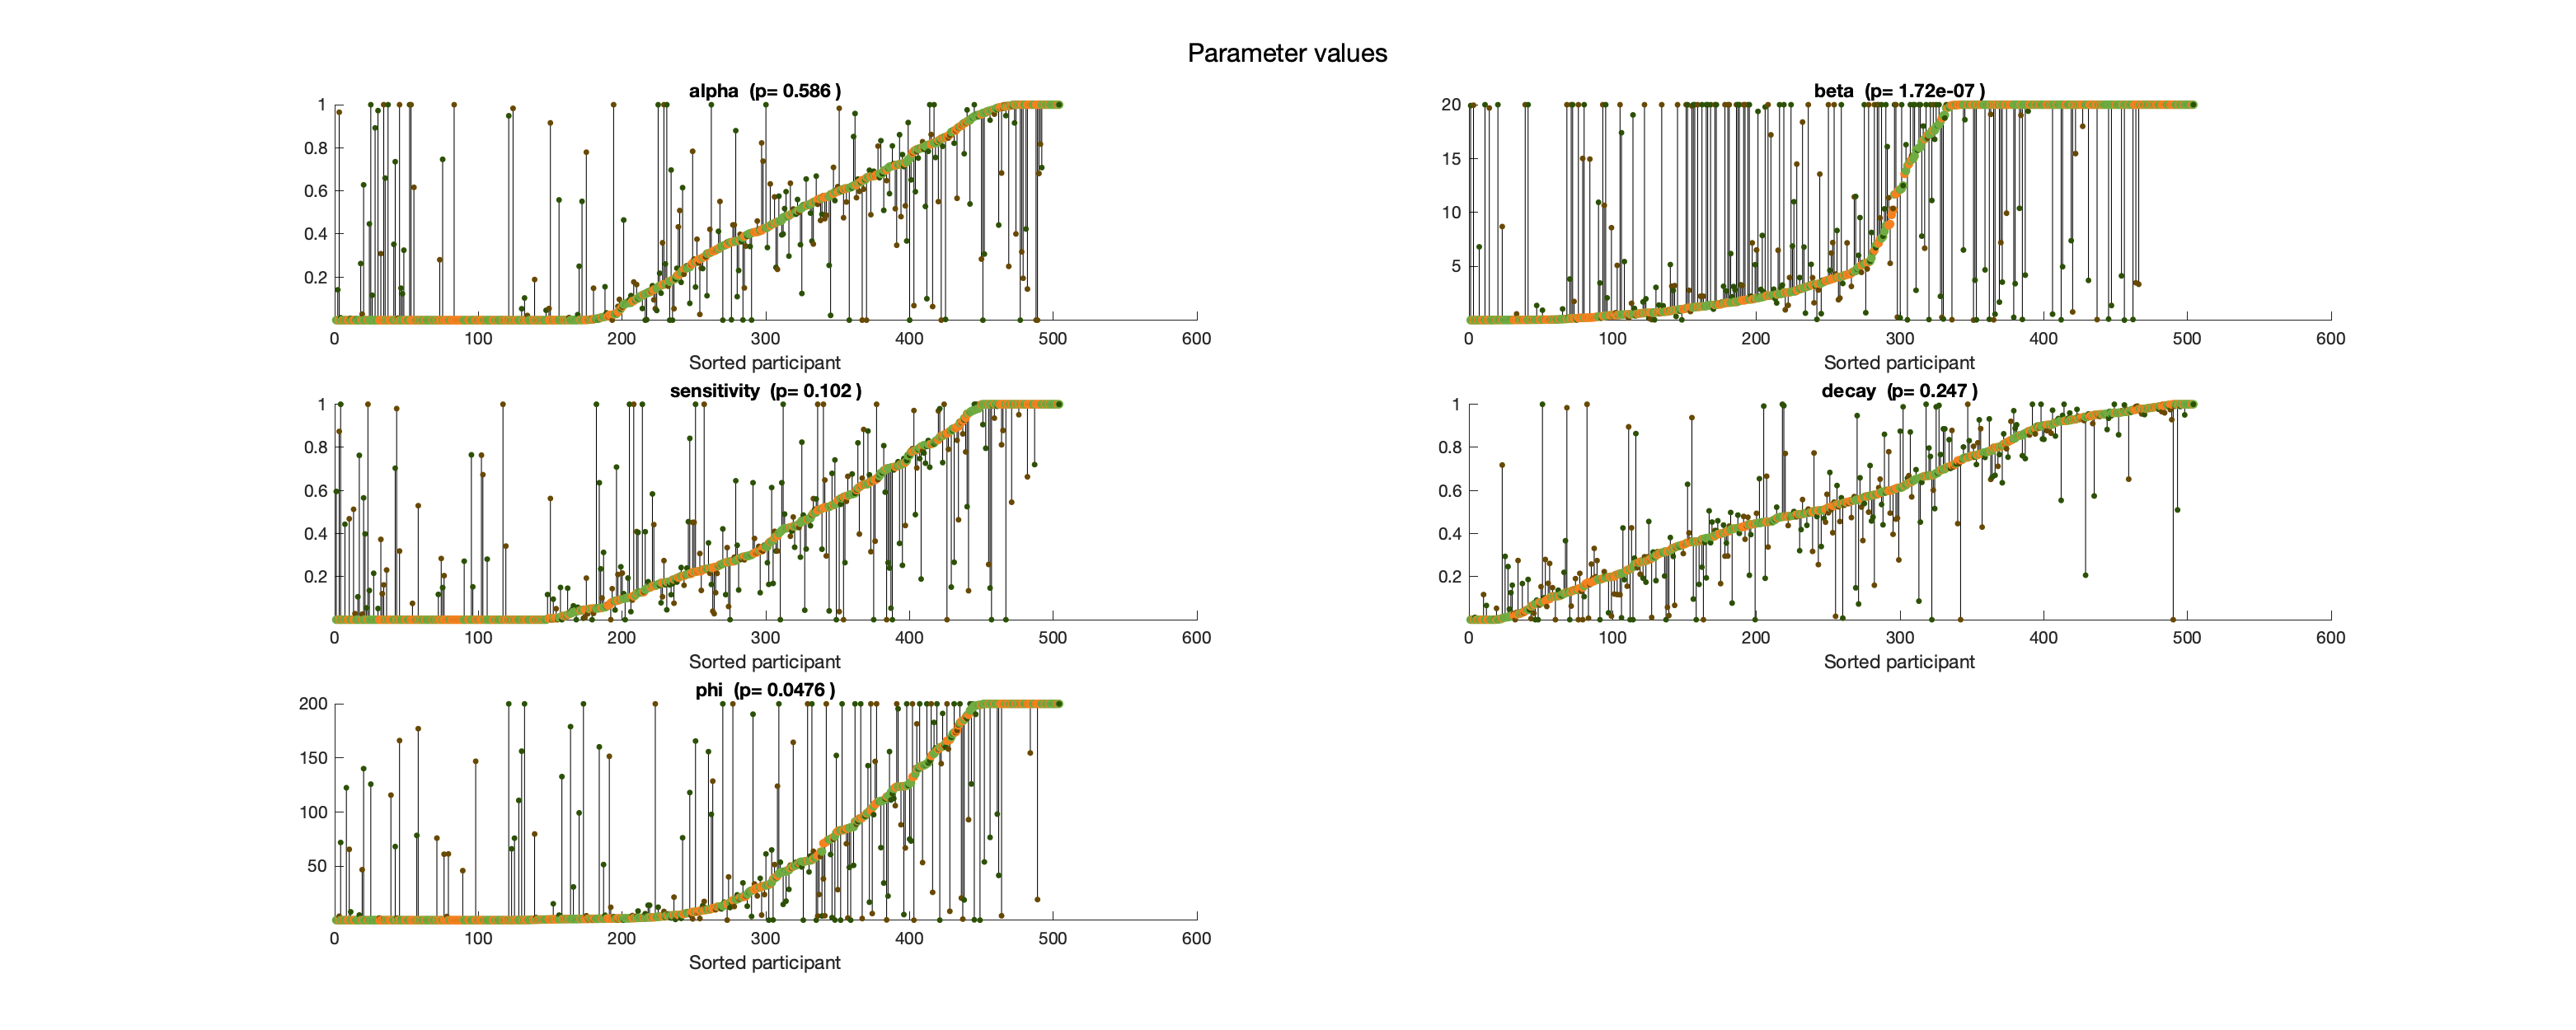 Parameter values
alpha (p= 0.586 )
1
0.8
0.6
0.4
0.2
0 100 200 300 400 500 600
Sorted participant
beta (p= 1.72e-07 )
20
15
10
5
0 100 200 300 400 500 600
Sorted participant
sensitivity (p= 0.102 )
1
0.8
0.6
0.4
0.2
0 100 200 300 400 500 600
Sorted participant
decay (p= 0.247 )
1
0.8
0.6
0.4
0.2
0 100 200 300 400 500 600
Sorted participant
phi (p= 0.0476 )
200
150
100
50
0 100 200 300 400 500 600
Sorted participant